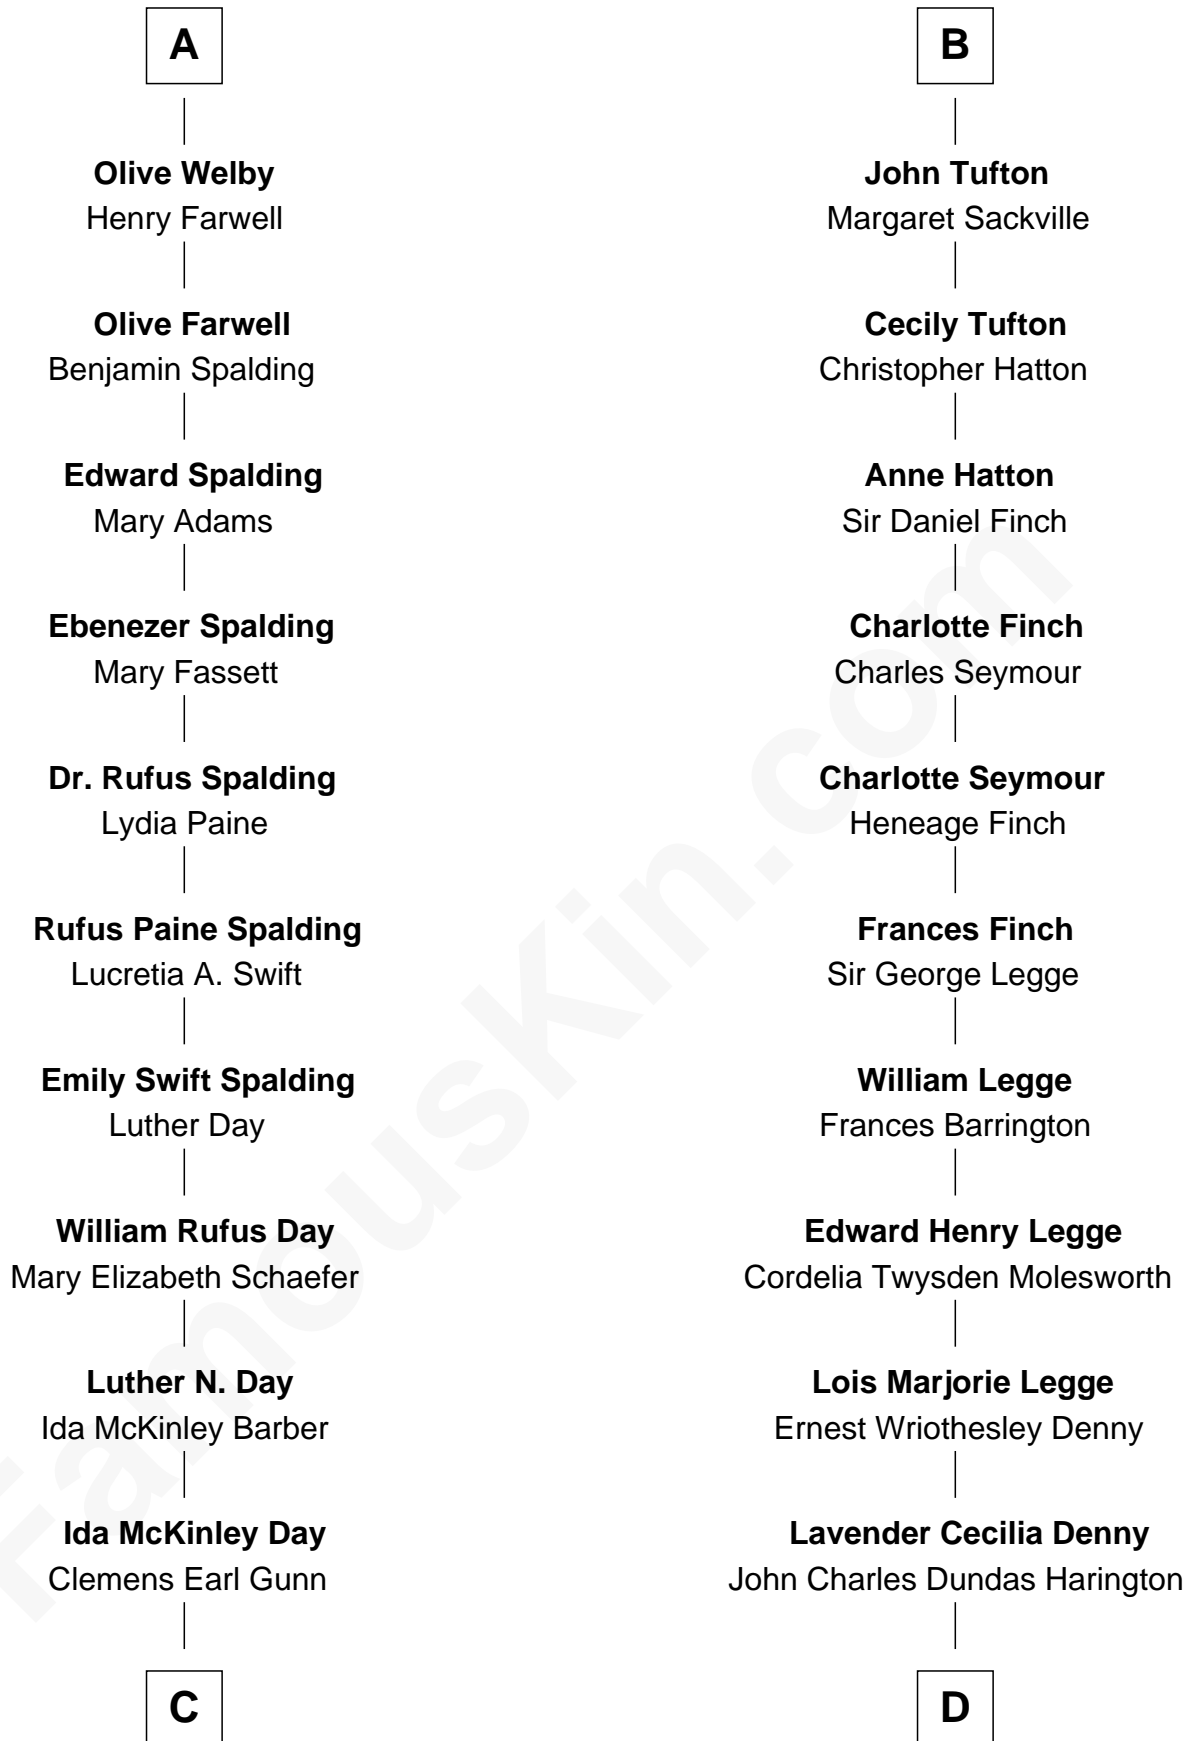 A
Olive Welby
Henry Farwell
Olive Farwell
Benjamin Spalding
Edward Spalding
Mary Adams
Ebenezer Spalding
Mary Fassett
Dr. Rufus Spalding
Lydia Paine
Rufus Paine Spalding
Lucretia A. Swift
Emily Swift Spalding
Luther Day
William Rufus Day
Mary Elizabeth Schaefer
Luther N. Day
Ida McKinley Barber
Ida McKinley Day
Clemens Earl Gunn
C
B
John Tufton
Margaret Sackville
Cecily Tufton
Christopher Hatton
Anne Hatton
Sir Daniel Finch
Charlotte Finch
Charles Seymour
Charlotte Seymour
Heneage Finch
Frances Finch
Sir George Legge
William Legge
Frances Barrington
Edward Henry Legge
Cordelia Twysden Molesworth
Lois Marjorie Legge
Ernest Wriothesley Denny
Lavender Cecilia Denny
John Charles Dundas Harington
D
FamousKin.com